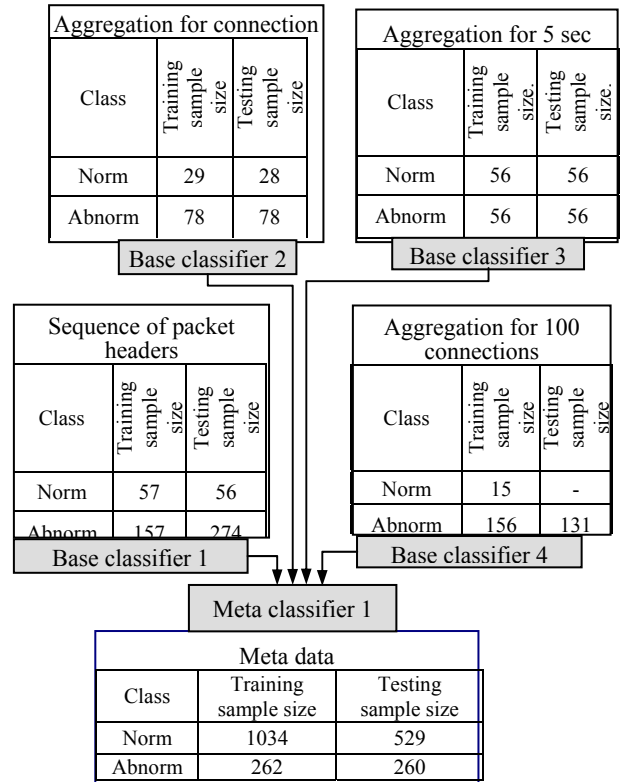 Aggregation for connection
Class Training sample size Testing sample size
Norm 29 28
Abnorm 78 78
Base classifier 2
Aggregation for 5 sec
Class Training sample size. Testing sample size.
Norm 56 56
Abnorm 56 56
Base classifier 3
Sequence of packet
headers
Class Training sample size Testing sample size
Norm 57 56
Abnorm 157 274
Base classifier 1
Aggregation for 100
connections
Class Training sample size Testing sample size
Norm 15 -
Abnorm 156 131
Base classifier 4
Meta classifier 1
Meta data
Class Training sample size Testing sample size
Norm 1034 529
Abnorm 262 260